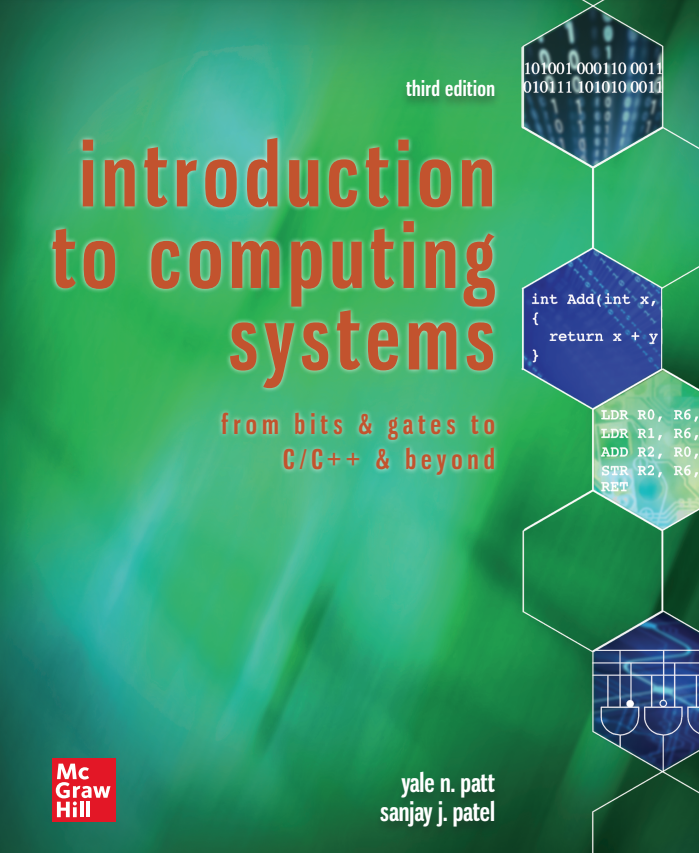 third edition
introduction
to computing
systems
from bits & gates to
C/C++ & beyond
101001 000110 0011
010111 101010 0011
int Add(int x,
{
return x + y
}
LDR R0, R6,
LDR R1, R6,
ADD R2, R0,
STR R2, R6,
RET
Mc
Graw
Hill
yale n. patt
sanjay j. patel